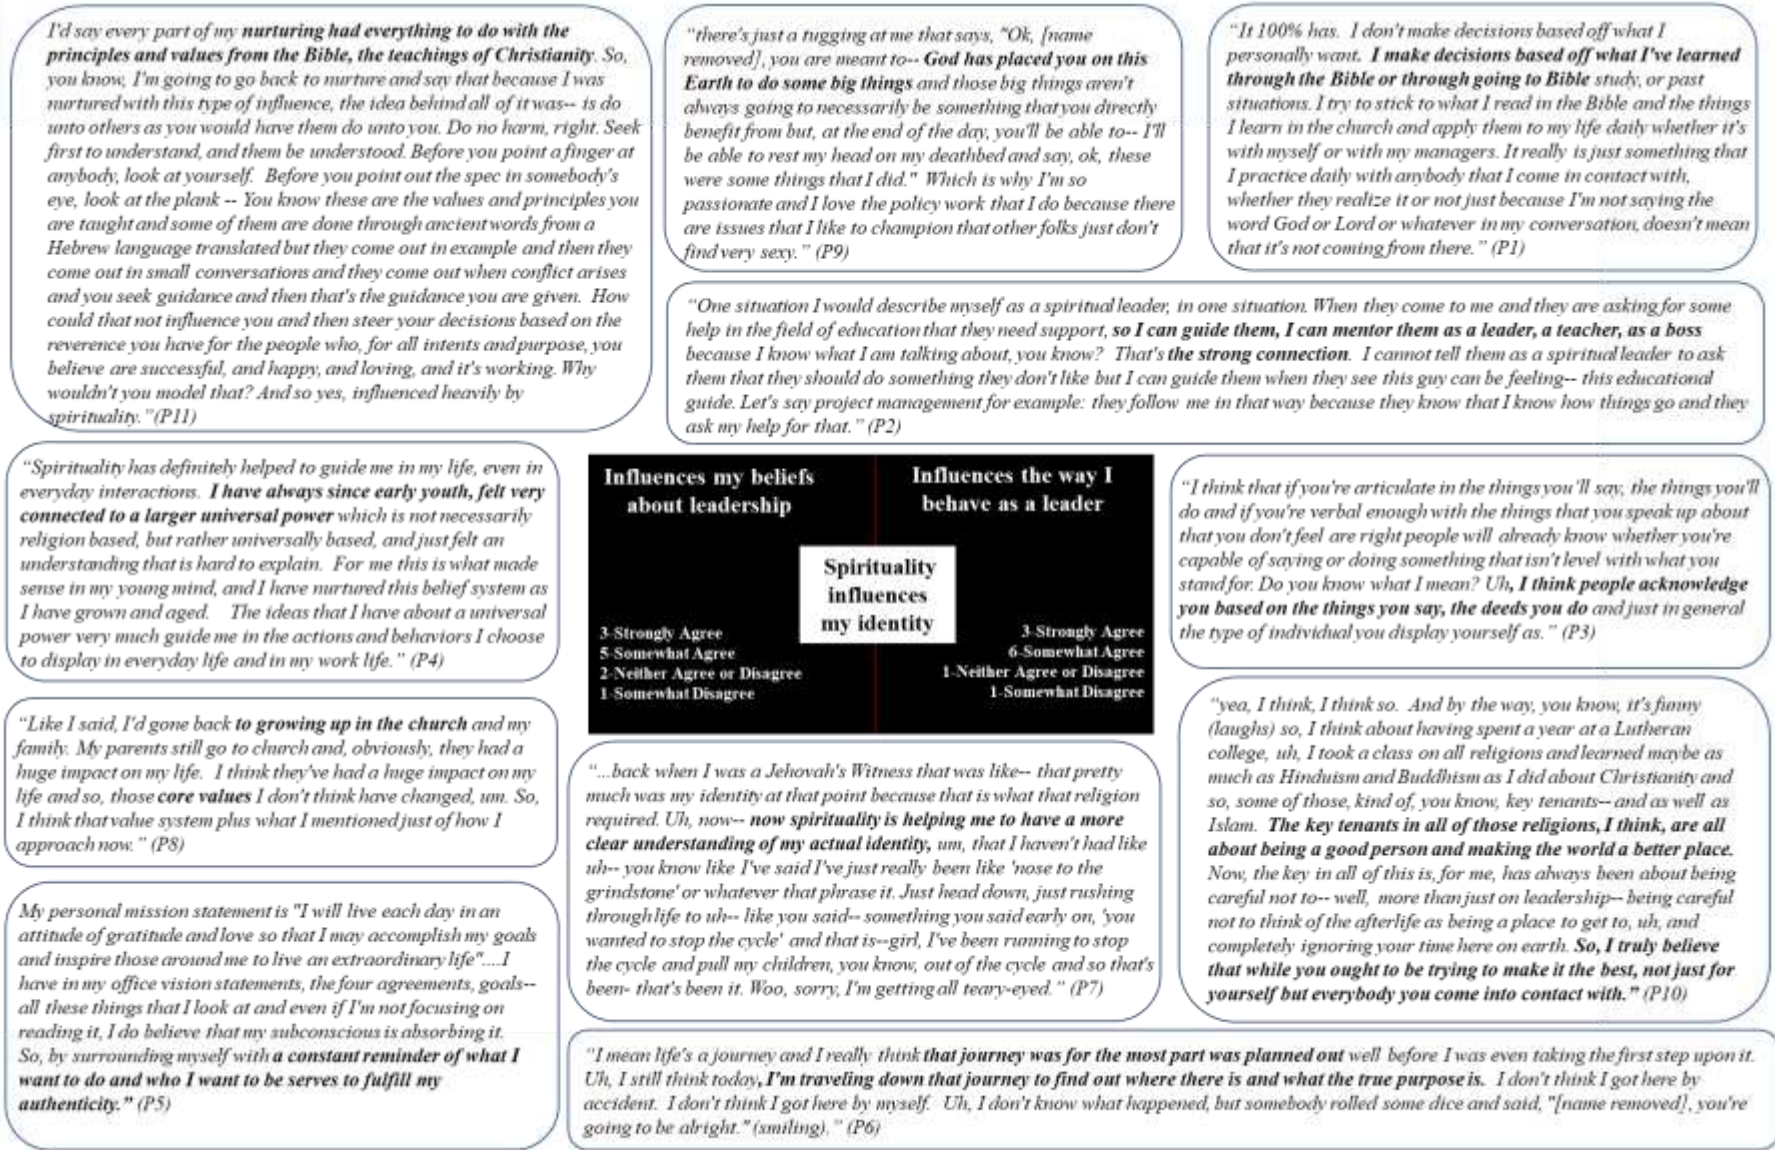 I'd say every part of my nurturing had everything to do with the
principles and values from the Bible, the teachings of Christianity. So,
you know, I'm going to go back to nurture and say that because I was
nurtured with this type of influence, the idea behind all of it was-- is do
unto others as you would have them do unto you. Do no harm, right. Seek
first to understand, and them be understood. Before you point a finger at
anybody, look at yourself. Before you point out the spec in somebody's
eye, look at the plank -- You know these are the values and principles you
are taught and some of them are done through ancient words from a
Hebrew language translated but they come out in example and then they
come out in small conversations and they come out when conflict arises
and you seek guidance and then that's the guidance you are given. How
could that not influence you and then steer your decisions based on the
reverence you have for the people who, for all intents and purpose, you
believe are successful, and happy, and loving, and it's working. Why
wouldn't you model that? And so yes, influenced heavily by
spirituality."(P11)
"there's just a tugging at me that says, "Ok, [name
removed], you are meant to-- God has placed you on this
Earth to do some big things and those big things aren't
always going to necessarily be something that you directly
benefit from but, at the end of the day, you'll be able to-- I'll
be able to rest my head on my deathbed and say, ok, these
were some things that I did." Which is why I'm so
passionate and I love the policy work that I do because there
are issues that I like to champion that other folks just don't
find very sexy." (P9)
"It 100% has. I don't make decisions based off what I
personally want. I make decisions based off what I've learned
through the Bible or through going to Bible study, or past
situations. I try to stick to what I read in the Bible and the things
I learn in the church and apply them to my life daily whether it's
with myself or with my managers. It really is just something that
I practice daily with anybody that I come in contact with,
whether they realize it or not just because I'm not saying the
word God or Lord or whatever in my conversation, doesn't mean
that it's not coming from there." (P1)
"One situation I would describe myself as a spiritual leader, in one situation. When they come to me and they are asking for some
help in the field of education that they need support, so I can guide them, I can mentor them as a leader, a teacher, as a boss
because I know what I am talking about, you know? That's the strong connection. I cannot tell them as a spiritual leader to ask
them that they should do something they don't like but I can guide them when they see this guy can be feeling-- this educational
guide. Let's say project management for example: they follow me in that way because they know that I know how things go and they
ask my help for that." (P2)
"Spirituality has definitely helped to guide me in my life, even in
everyday interactions. I have always since early youth, felt very
connected to a larger universal power which is not necessarily
religion based, but rather universally based, and just felt an
understanding that is hard to explain. For me this is what made
sense in my young mind, and I have nurtured this belief system as
I have grown and aged. The ideas that I have about a universal
power very much guide me in the actions and behaviors I choose
to display in everyday life and in my work life." (P4)
Influences my beliefs
about leadership
Influences the way I
behave as a leader
Spirituality
influences
my identity
3-Strongly Agree
5-Somewhat Agree
2-Neither Agree or Disagree
1-Somewhat Disagree
3-Strongly Agree
6-Somewhat Agree
1-Neither Agree or Disagree
1-Somewhat Disagree
"I think that if you're articulate in the things you'll say, the things you'll
do and if you're verbal enough with the things that you speak up about
that you don't feel are right people will already know whether you're
capable of saying or doing something that isn't level with what you
stand for. Do you know what I mean? Uh, I think people acknowledge
you based on the things you say, the deeds you do and just in general
the type of individual you display yourself as." (P3)
"Like I said, I'd gone back to growing up in the church and my
family. My parents still go to church and, obviously, they had a
huge impact on my life. I think they've had a huge impact on my
life and so, those core values I don't think have changed, um. So,
I think that value system plus what I mentioned just of how I
approach now." (P8)
"...back when I was a Jehovah's Witness that was like-- that pretty
much was my identity at that point because that is what that religion
required. Uh, now-- now spirituality is helping me to have a more
clear understanding of my actual identity, um, that I haven't had like
uh-- you know like I've said I've just really been like 'nose to the
grindstone' or whatever that phrase it. Just head down, just rushing
through life to uh-- like you said-- something you said early on, 'you
wanted to stop the cycle' and that is--girl, I've been running to stop
the cycle and pull my children, you know, out of the cycle and so that's
been- that's been it. Woo, sorry, I'm getting all teary-eyed." (P7)
"yea, I think, I think so. And by the way, you know, it's funny
(laughs) so, I think about having spent a year at a Lutheran
college, uh, I took a class on all religions and learned maybe as
much as Hinduism and Buddhism as I did about Christianity and
so, some of those, kind of, you know, key tenants-- and as well as
Islam. The key tenants in all of those religions, I think, are all
about being a good person and making the world a better place.
Now, the key in all of this is, for me, has always been about being
careful not to-- well, more than just on leadership-- being careful
not to think of the afterlife as being a place to get to, uh, and
completely ignoring your time here on earth. So, I truly believe
that while you ought to be trying to make it the best, not just for
yourself but everybody you come into contact with." (P10)
My personal mission statement is "I will live each day in an
attitude of gratitude and love so that I may accomplish my goals
and inspire those around me to live an extraordinary life"....I
have in my office vision statements, the four agreements, goals--
all these things that I look at and even if I'm not focusing on
reading it, I do believe that my subconscious is absorbing it.
So, by surrounding myself with a constant reminder of what I
want to do and who I want to be serves to fulfill my
authenticity." (P5)
"I mean life's a journey and I really think that journey was for the most part was planned out well before I was even taking the first step upon it.
Uh, I still think today, I'm traveling down that journey to find out where there is and what the true purpose is. I don't think I got here by
accident. I don't think I got here by myself. Uh, I don't know what happened, but somebody rolled some dice and said, "[name removed], you're
going to be alright." (smiling)." (P6)